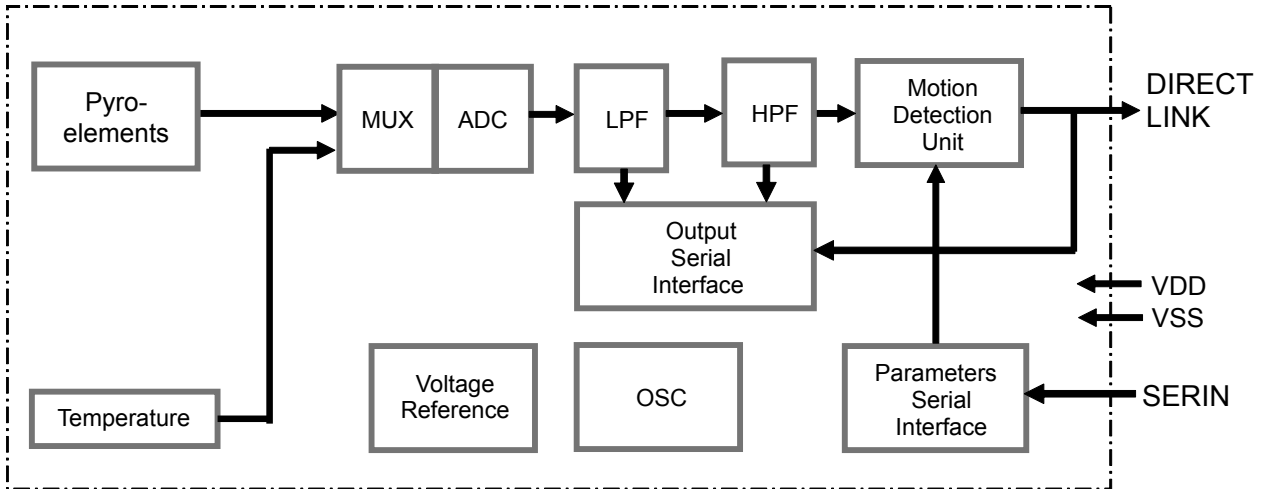 Pyro-
elements
MUX
ADC
LPF
HPF
Motion
Detection
Unit
DIRECT
LINK
Output
Serial
Interface
VDD
VSS
Temperature
Voltage
Reference
OSC
Parameters
Serial
Interface
SERIN